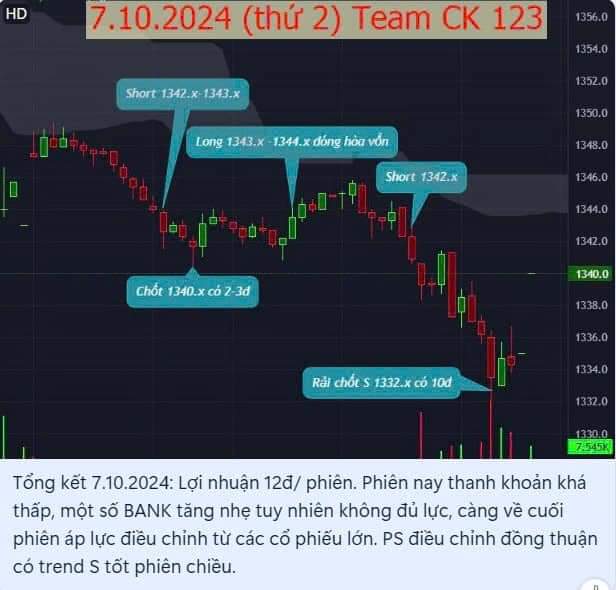 HD
7.10.2024 (thứ 2) Team CK 123
1356.0
1354.0
1352.0
1350.0
1348.0
1346.0
1344.0
1342.0
1340.0
1338.0
1336.0
1334.0
1332.0
1330.0
7.545K
Short 1342.x-1343.x
Long 1343.x -1344.x đóng hòa vốn
Short 1342.x
Chốt 1340.x có 2-3đ
Rải chốt S 1332.x có 10đ
Tổng kết 7.10.2024: Lợi nhuận 12đ/ phiên. Phiên nay thanh khoản khá
thấp, một số BANK tăng nhẹ tuy nhiên không đủ lực, càng về cuối
phiên áp lực điều chỉnh từ các cổ phiếu lớn. PS điều chỉnh đồng thuận
có trend S tốt phiên chiều.